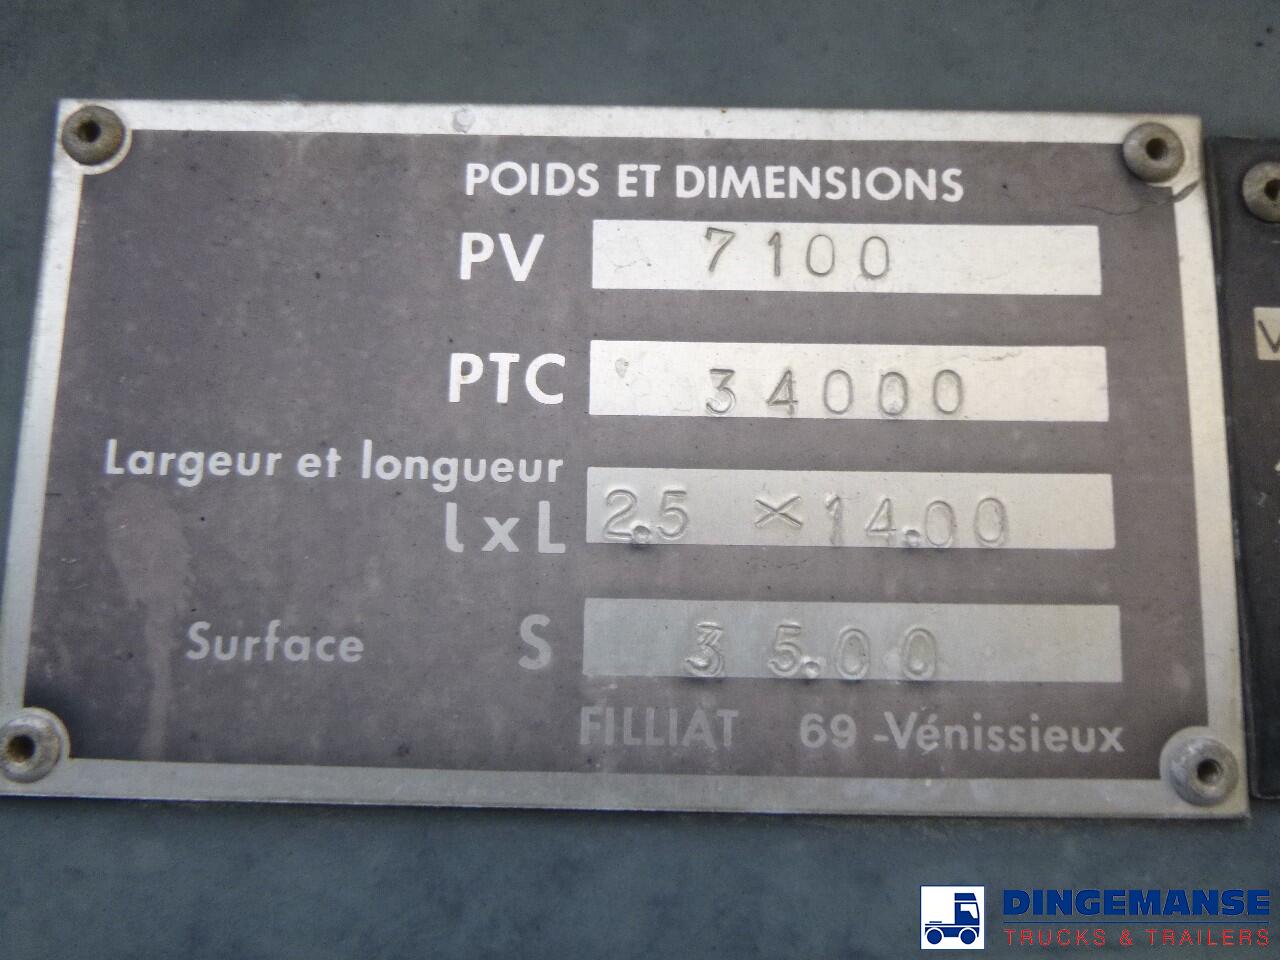 POIDS ET DIMENSIONS
PV 7100
PTC 34000
Largeur et longueur
l x L 2.5 × 14.00
Surface S 35.00
FILLIAT 69 - Vénissieux
V
DINGEMANSE
TRUCKS & TRAILERS